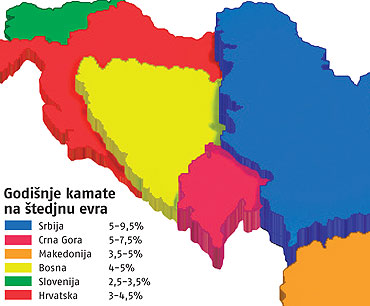 Godišnje kamate
na štedjnu evra
Srbija 5–9,5%
Crna Gora 5–7,5%
Makedonija 3,5–5%
Bosna 4–5%
Slovenija 2,5–3,5%
Hrvatska 3–4,5%